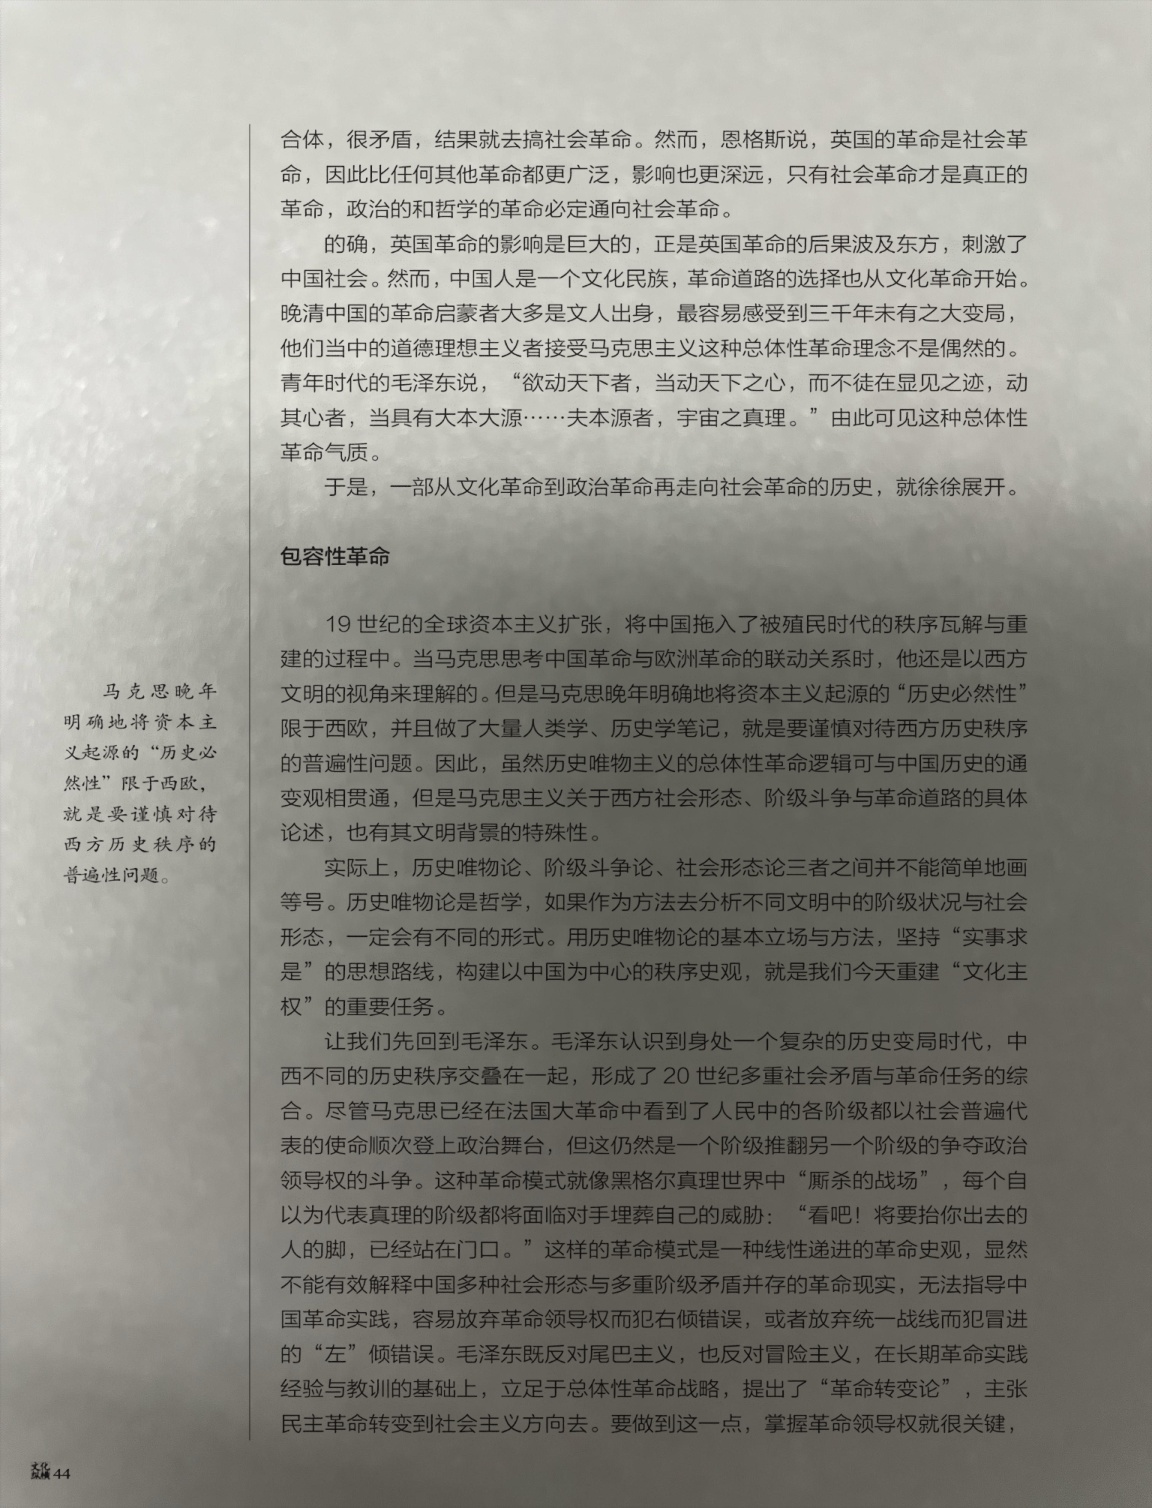 合体，很矛盾，结果就去搞社会革命。然而，恩格斯说，英国的革命是社会革
命，因此比任何其他革命都更广泛，影响也更深远，只有社会革命才是真正的
革命，政治的和哲学的革命必定通向社会革命。
的确，英国革命的影响是巨大的，正是英国革命的后果波及东方，刺激了
中国社会。然而，中国人是一个文化民族，革命道路的选择也从文化革命开始。
晚清中国的革命启蒙者大多是文人出身，最容易感受到三千年未有之大变局，
他们当中的道德理想主义者接受马克思主义这种总体性革命理念不是偶然的。
青年时代的毛泽东说，“欲动天下者，当动天下之心，而不徒在显见之迹，动
其心者，当具有大本大源……夫本源者，宇宙之真理。”由此可见这种总体性
革命气质。
于是，一部从文化革命到政治革命再走向社会革命的历史，就徐徐展开。
包容性革命
19 世纪的全球资本主义扩张，将中国拖入了被殖民时代的秩序瓦解与重
建的过程中。当马克思思考中国革命与欧洲革命的联动关系时，他还是以西方
文明的视角来理解的。但是马克思晚年明确地将资本主义起源的“历史必然性”
限于西欧，并且做了大量人类学、历史学笔记，就是要谨慎对待西方历史秩序
的普遍性问题。因此，虽然历史唯物主义的总体性革命逻辑可与中国历史的通
变观相贯通，但是马克思主义关于西方社会形态、阶级斗争与革命道路的具体
论述，也有其文明背景的特殊性。
实际上，历史唯物论、阶级斗争论、社会形态论三者之间并不能简单地画
等号。历史唯物论是哲学，如果作为方法去分析不同文明中的阶级状况与社会
形态，一定会有不同的形式。用历史唯物论的基本立场与方法，坚持“实事求
是”的思想路线，构建以中国为中心的秩序史观，就是我们今天重建“文化主
权”的重要任务。
让我们先回到毛泽东。毛泽东认识到身处一个复杂的历史变局时代，中
西不同的历史秩序交叠在一起，形成了 20 世纪多重社会矛盾与革命任务的综
合。尽管马克思已经在法国大革命中看到了人民中的各阶级都以社会普遍代
表的使命顺次登上政治舞台，但这仍然是一个阶级推翻另一个阶级的争夺政治
领导权的斗争。这种革命模式就像黑格尔真理世界中“厮杀的战场”，每个自
以为代表真理的阶级都将面临对手埋葬自己的威胁：“看吧！将要抬你出去的
人的脚，已经站在门口。”这样的革命模式是一种线性递进的革命史观，显然
不能有效解释中国多种社会形态与多重阶级矛盾并存的革命现实，无法指导中
国革命实践，容易放弃革命领导权而犯右倾错误，或者放弃统一战线而犯冒进
的“左”倾错误。毛泽东既反对尾巴主义，也反对冒险主义，在长期革命实践
经验与教训的基础上，立足于总体性革命战略，提出了“革命转变论”，主张
民主革命转变到社会主义方向去。要做到这一点，掌握革命领导权就很关键，
马克思晚年
明确地将资本主
义起源的“历史必
然性”限于西欧，
就是要谨慎对待
西方历史秩序的
普遍性问题。
文化
纵横 44